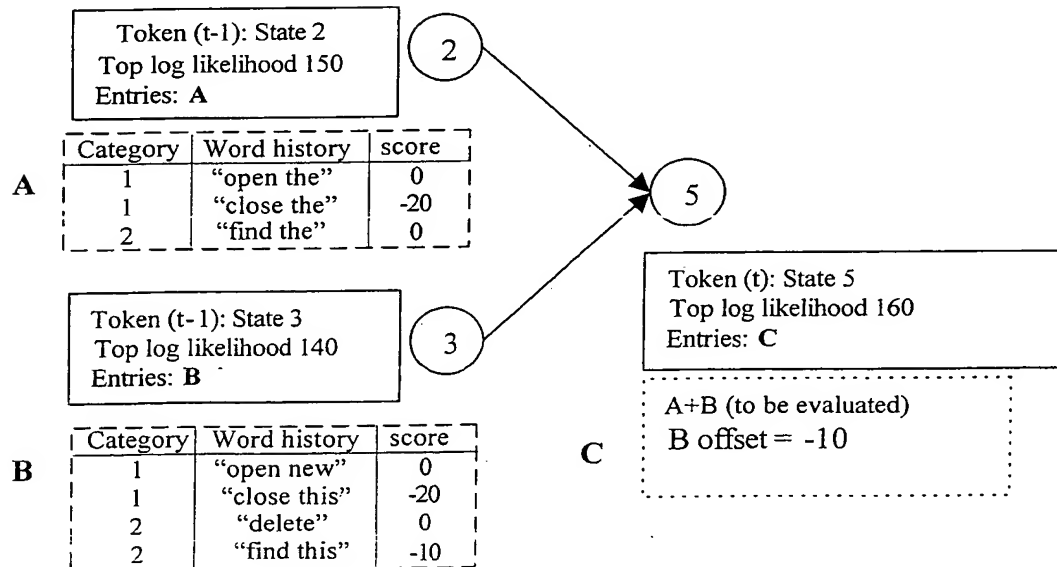 Token (t-1): State 2
Top log likelihood 150
Entries: A
2
A
Category Word history score
1 “open the” 0
1 “close the” -20
2 “find the” 0
5
Token (t-1): State 3
Top log likelihood 140
Entries: B
3
Token (t): State 5
Top log likelihood 160
Entries: C
B
Category Word history score
1 “open new” 0
1 “close this” -20
2 “delete” 0
2 “find this” -10
C
A+B (to be evaluated)
B offset = -10